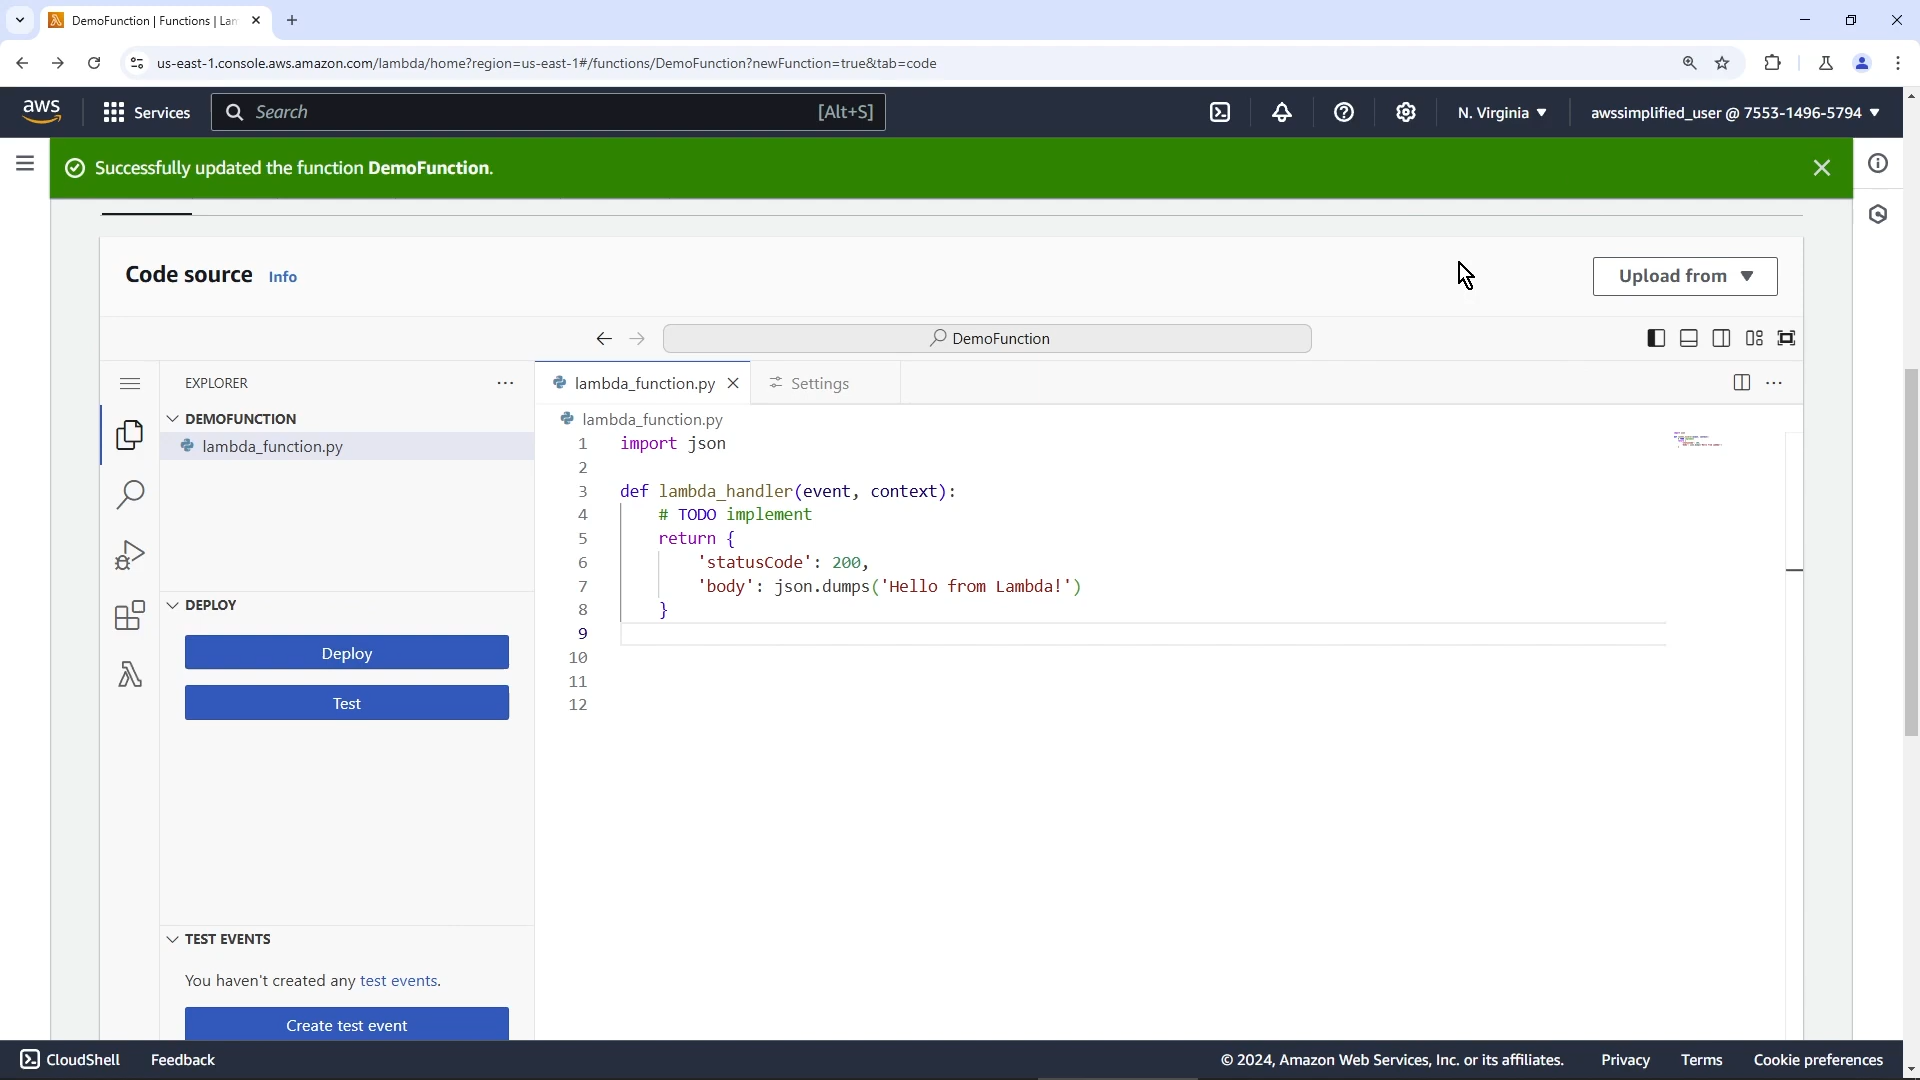 DemoFunction | Functions | Lam
us-east-1.console.aws.amazon.com/lambda/home?region=us-east-1#/functions/DemoFunction?newFunction=true&tab=code
aws Services Search [Alt+S] N. Virginia awssimplified_user @ 7553-1496-5794
Successfully updated the function DemoFunction.
Code source Info Upload from
DemoFunction
EXPLORER
lambda_function.py Settings
DEMOFUNCTION
lambda_function.py
lambda_function.py
1 import json
2
3 def lambda_handler(event, context):
4 # TODO implement
5 return {
6 'statusCode': 200,
7 'body': json.dumps('Hello from Lambda!')
8 }
9
10
11
12
DEPLOY
Deploy
Test
TEST EVENTS
You haven't created any test events.
Create test event
CloudShell Feedback © 2024, Amazon Web Services, Inc. or its affiliates. Privacy Terms Cookie preferences